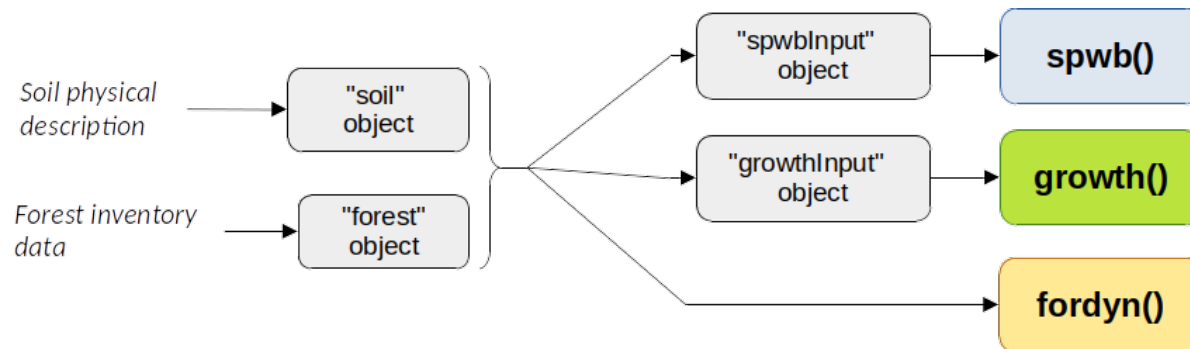 Soil physical
description
"soil"
object
Forest inventory
data
"forest"
object
"spwbInput"
object
spwb()
"growthInput"
object
growth()
fordyn()